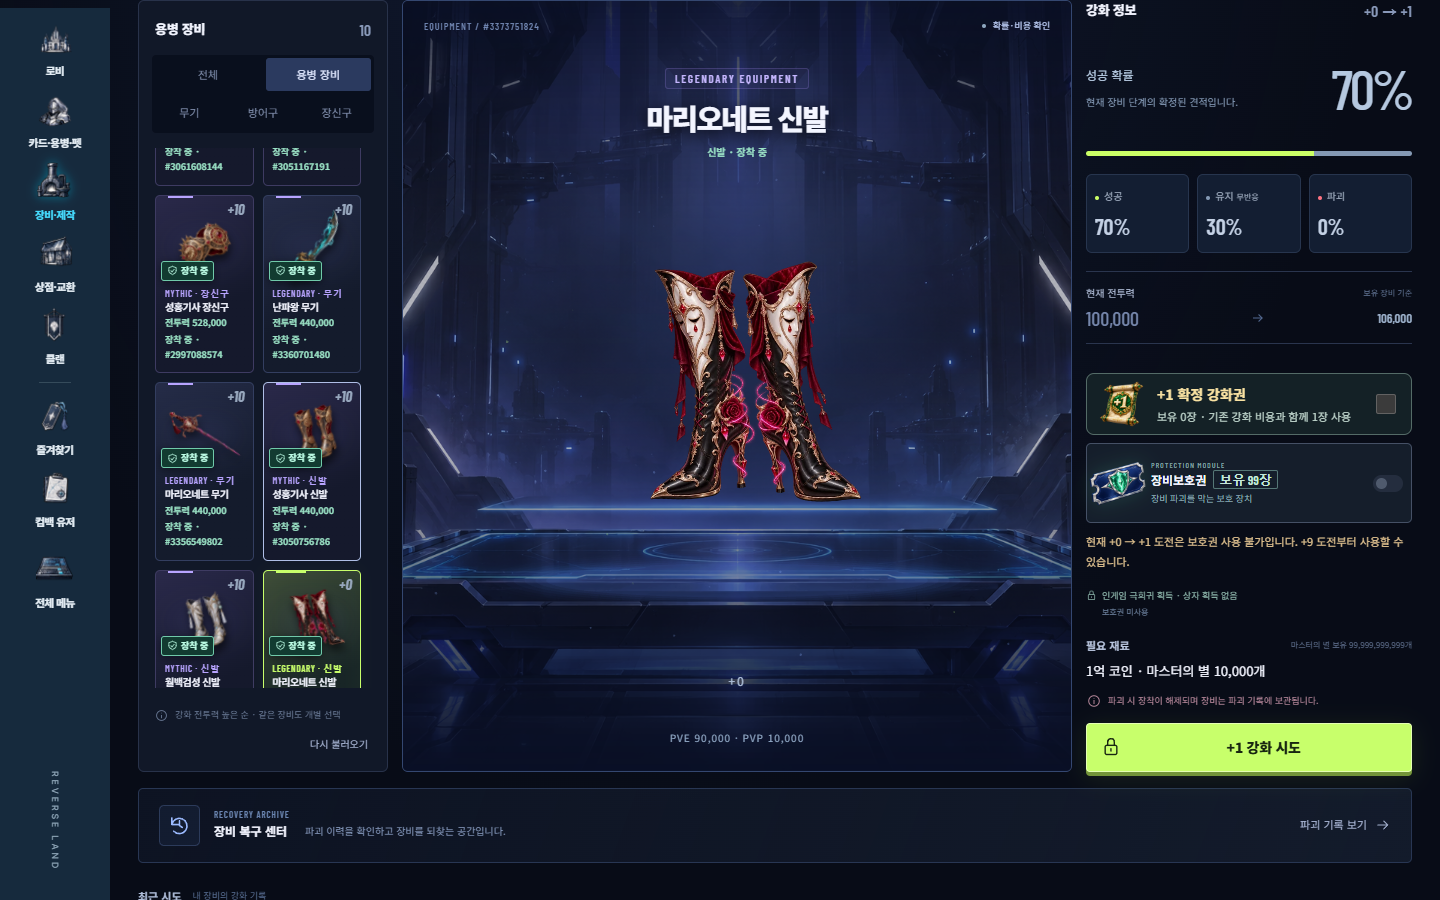 로비
카드·용병·펫
장비·제작
상점·교환
클랜
즐겨찾기
컴백 유저
전체 메뉴
REVERSE LAND
용병 장비
10
전체
용병 장비
무기
방어구
장신구
장착 중 ·
#3061608144
장착 중 ·
#3051167191
+10
장착 중
MYTHIC · 장신구
성흥기사 장신구
전투력 528,000
장착 중 ·
#2997088574
+10
장착 중
LEGENDARY · 무기
난파왕 무기
전투력 440,000
장착 중 ·
#3360701480
+10
장착 중
LEGENDARY · 무기
마리오네트 무기
전투력 440,000
장착 중 ·
#3356549802
+10
장착 중
MYTHIC · 신발
성흥기사 신발
전투력 440,000
장착 중 ·
#3050756786
+10
장착 중
MYTHIC · 신발
월백검성 신발
+0
장착 중
LEGENDARY · 신발
마리오네트 신발
강화 전투력 높은 순 · 같은 장비도 개별 선택
다시 불러오기
EQUIPMENT / #3373751824
확률·비용 확인
LEGENDARY EQUIPMENT
마리오네트 신발
신발 · 장착 중
+0
PVE 90,000 · PVP 10,000
강화 정보
+0 → +1
성공 확률
현재 장비 단계의 확정된 견적입니다.
70%
성공
70%
유지 무반응
30%
파괴
0%
현재 전투력
보유 장비 기준
100,000
→
106,000
+1 확정 강화권
보유 0장 · 기존 강화 비용과 함께 1장 사용
PROTECTION MODULE
장비보호권 보유 99장
장비 파괴를 막는 보호 장치
현재 +0 → +1 도전은 보호권 사용 불가입니다. +9 도전부터 사용할 수
있습니다.
인게임 극희귀 획득 · 상자 획득 없음
보호권 미사용
필요 재료
마스터의 별 보유 99,999,999,999개
1억 코인 · 마스터의 별 10,000개
파괴 시 장착이 해제되며 장비는 파괴 기록에 보관됩니다.
+1 강화 시도
RECOVERY ARCHIVE
장비 복구 센터
파괴 이력을 확인하고 장비를 되찾는 공간입니다.
파괴 기록 보기 →
최근 시도
내 장비의 강화 기록